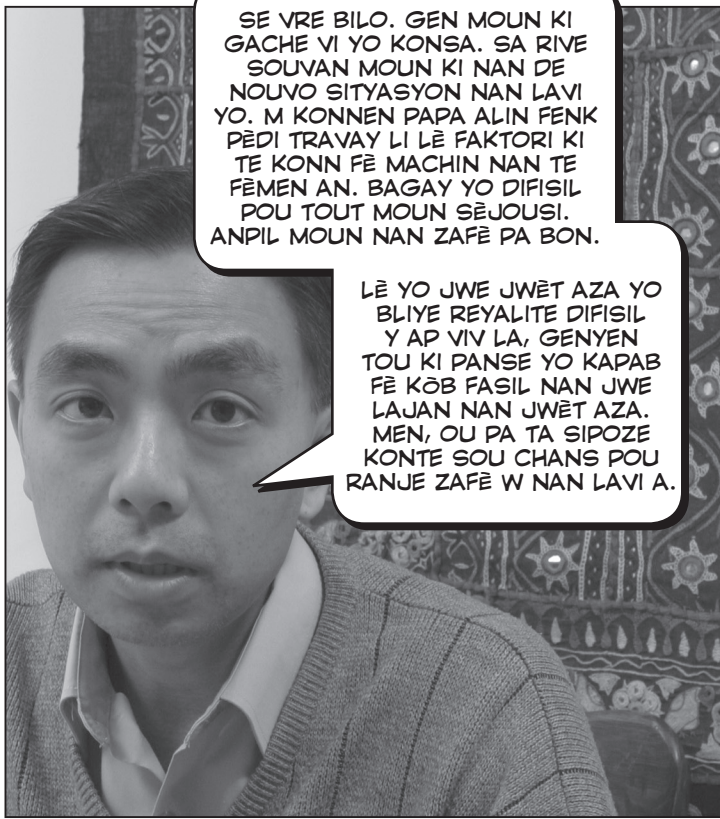 SE VRE BILO. GEN MOUN KI
GACHE VI YO KONSA. SA RIVE
SOUVAN MOUN KI NAN DE
NOUVO SITYASYON NAN LAVI
YO. M KONNEN PAPA ALIN FENK
PÈDI TRAVAY LI LÈ FAKTORI KI
TE KONN FÈ MACHIN NAN TE
FÈMEN AN. BAGAY YO DIFISIL
POU TOUT MOUN SÈJOUSI.
ANPIL MOUN NAN ZAFÈ PA BON.
LÈ YO JWE JWÈT AZA YO
BLIYE REYALITE DIFISIL
Y AP VIV LA, GENYEN
TOU KI PANSE YO KAPAB
FÈ KÒB FASIL NAN JWE
LAJAN NAN JWÈT AZA.
MEN, OU PA TA SIPOZE
KONTE SOU CHANS POU
RANJE ZAFÈ W NAN LAVI A.